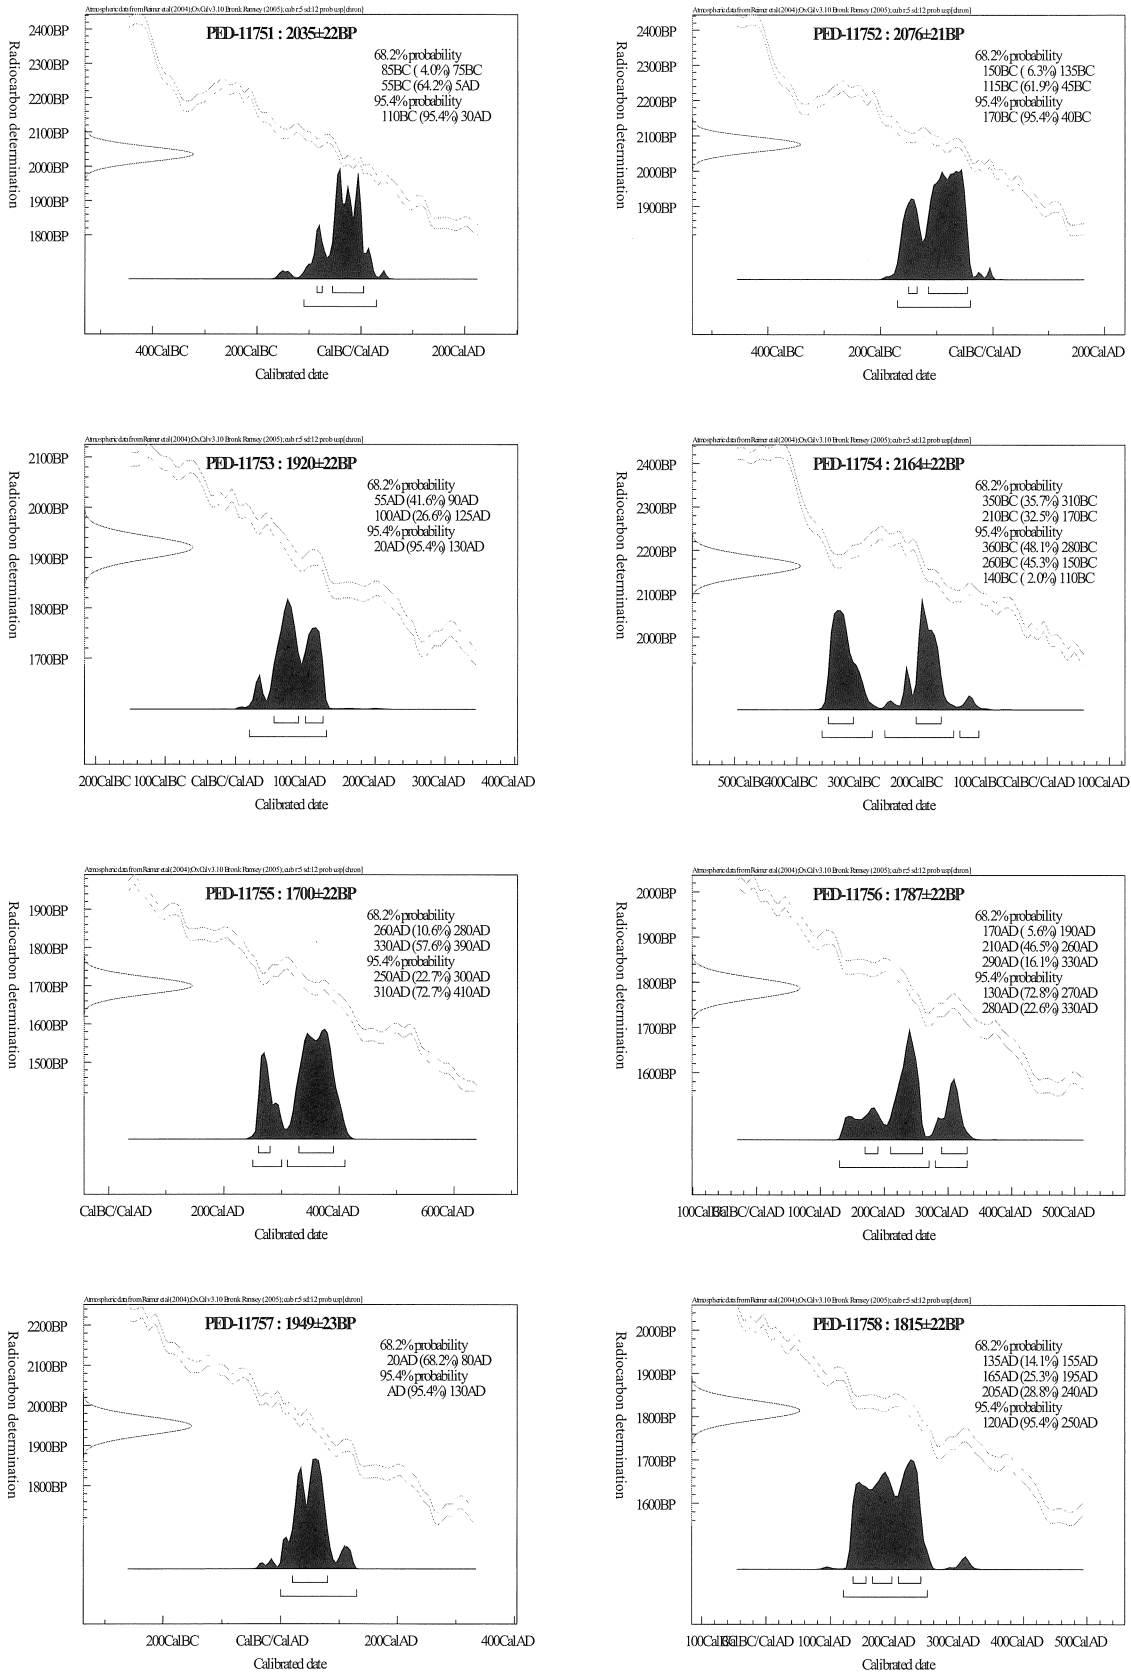 Atmospheric data from Reimer et al (2004);OxCal v3.10 Bronk Ramsey (2005); cub r:5 sd:12 prob usp[chron]
PED-11751 : 2035±22BP
68.2% probability
85BC ( 4.0%) 75BC
55BC (64.2%) 5AD
95.4% probability
110BC (95.4%) 30AD
Radiocarbon determination
2400BP
2300BP
2200BP
2100BP
2000BP
1900BP
1800BP
400CalBC 200CalBC CalBC/CalAD 200CalAD
Calibrated date
Atmospheric data from Reimer et al (2004);OxCal v3.10 Bronk Ramsey (2005); cub r:5 sd:12 prob usp[chron]
PED-11752 : 2076±21BP
68.2% probability
150BC ( 6.3%) 135BC
115BC (61.9%) 45BC
95.4% probability
170BC (95.4%) 40BC
Radiocarbon determination
2400BP
2300BP
2200BP
2100BP
2000BP
1900BP
400CalBC 200CalBC CalBC/CalAD 200CalAD
Calibrated date
Atmospheric data from Reimer et al (2004);OxCal v3.10 Bronk Ramsey (2005); cub r:5 sd:12 prob usp[chron]
PED-11753 : 1920±22BP
68.2% probability
55AD (41.6%) 90AD
100AD (26.6%) 125AD
95.4% probability
20AD (95.4%) 130AD
Radiocarbon determination
2100BP
2000BP
1900BP
1800BP
1700BP
200CalBC 100CalBC CalBC/CalAD 100CalAD 200CalAD 300CalAD 400CalAD
Calibrated date
Atmospheric data from Reimer et al (2004);OxCal v3.10 Bronk Ramsey (2005); cub r:5 sd:12 prob usp[chron]
PED-11754 : 2164±22BP
68.2% probability
350BC (35.7%) 310BC
210BC (32.5%) 170BC
95.4% probability
360BC (48.1%) 280BC
260BC (45.3%) 150BC
140BC ( 2.0%) 110BC
Radiocarbon determination
2400BP
2300BP
2200BP
2100BP
2000BP
500CalBC 400CalBC 300CalBC 200CalBC 100CalBC CalBC/CalAD 100CalAD
Calibrated date
Atmospheric data from Reimer et al (2004);OxCal v3.10 Bronk Ramsey (2005); cub r:5 sd:12 prob usp[chron]
PED-11755 : 1700±22BP
68.2% probability
260AD (10.6%) 280AD
330AD (57.6%) 390AD
95.4% probability
250AD (22.7%) 300AD
310AD (72.7%) 410AD
Radiocarbon determination
1900BP
1800BP
1700BP
1600BP
1500BP
CalBC/CalAD 200CalAD 400CalAD 600CalAD
Calibrated date
Atmospheric data from Reimer et al (2004);OxCal v3.10 Bronk Ramsey (2005); cub r:5 sd:12 prob usp[chron]
PED-11756 : 1787±22BP
68.2% probability
170AD ( 5.6%) 190AD
210AD (46.5%) 260AD
290AD (16.1%) 330AD
95.4% probability
130AD (72.8%) 270AD
280AD (22.6%) 330AD
Radiocarbon determination
2000BP
1900BP
1800BP
1700BP
1600BP
100CalBC CalBC/CalAD 100CalAD 200CalAD 300CalAD 400CalAD 500CalAD
Calibrated date
Atmospheric data from Reimer et al (2004);OxCal v3.10 Bronk Ramsey (2005); cub r:5 sd:12 prob usp[chron]
PED-11757 : 1949±23BP
68.2% probability
20AD (68.2%) 80AD
95.4% probability
AD (95.4%) 130AD
Radiocarbon determination
2200BP
2100BP
2000BP
1900BP
1800BP
200CalBC CalBC/CalAD 200CalAD 400CalAD
Calibrated date
Atmospheric data from Reimer et al (2004);OxCal v3.10 Bronk Ramsey (2005); cub r:5 sd:12 prob usp[chron]
PED-11758 : 1815±22BP
68.2% probability
135AD (14.1%) 155AD
165AD (25.3%) 195AD
205AD (28.8%) 240AD
95.4% probability
120AD (95.4%) 250AD
Radiocarbon determination
2000BP
1900BP
1800BP
1700BP
1600BP
100CalBC CalBC/CalAD 100CalAD 200CalAD 300CalAD 400CalAD 500CalAD
Calibrated date